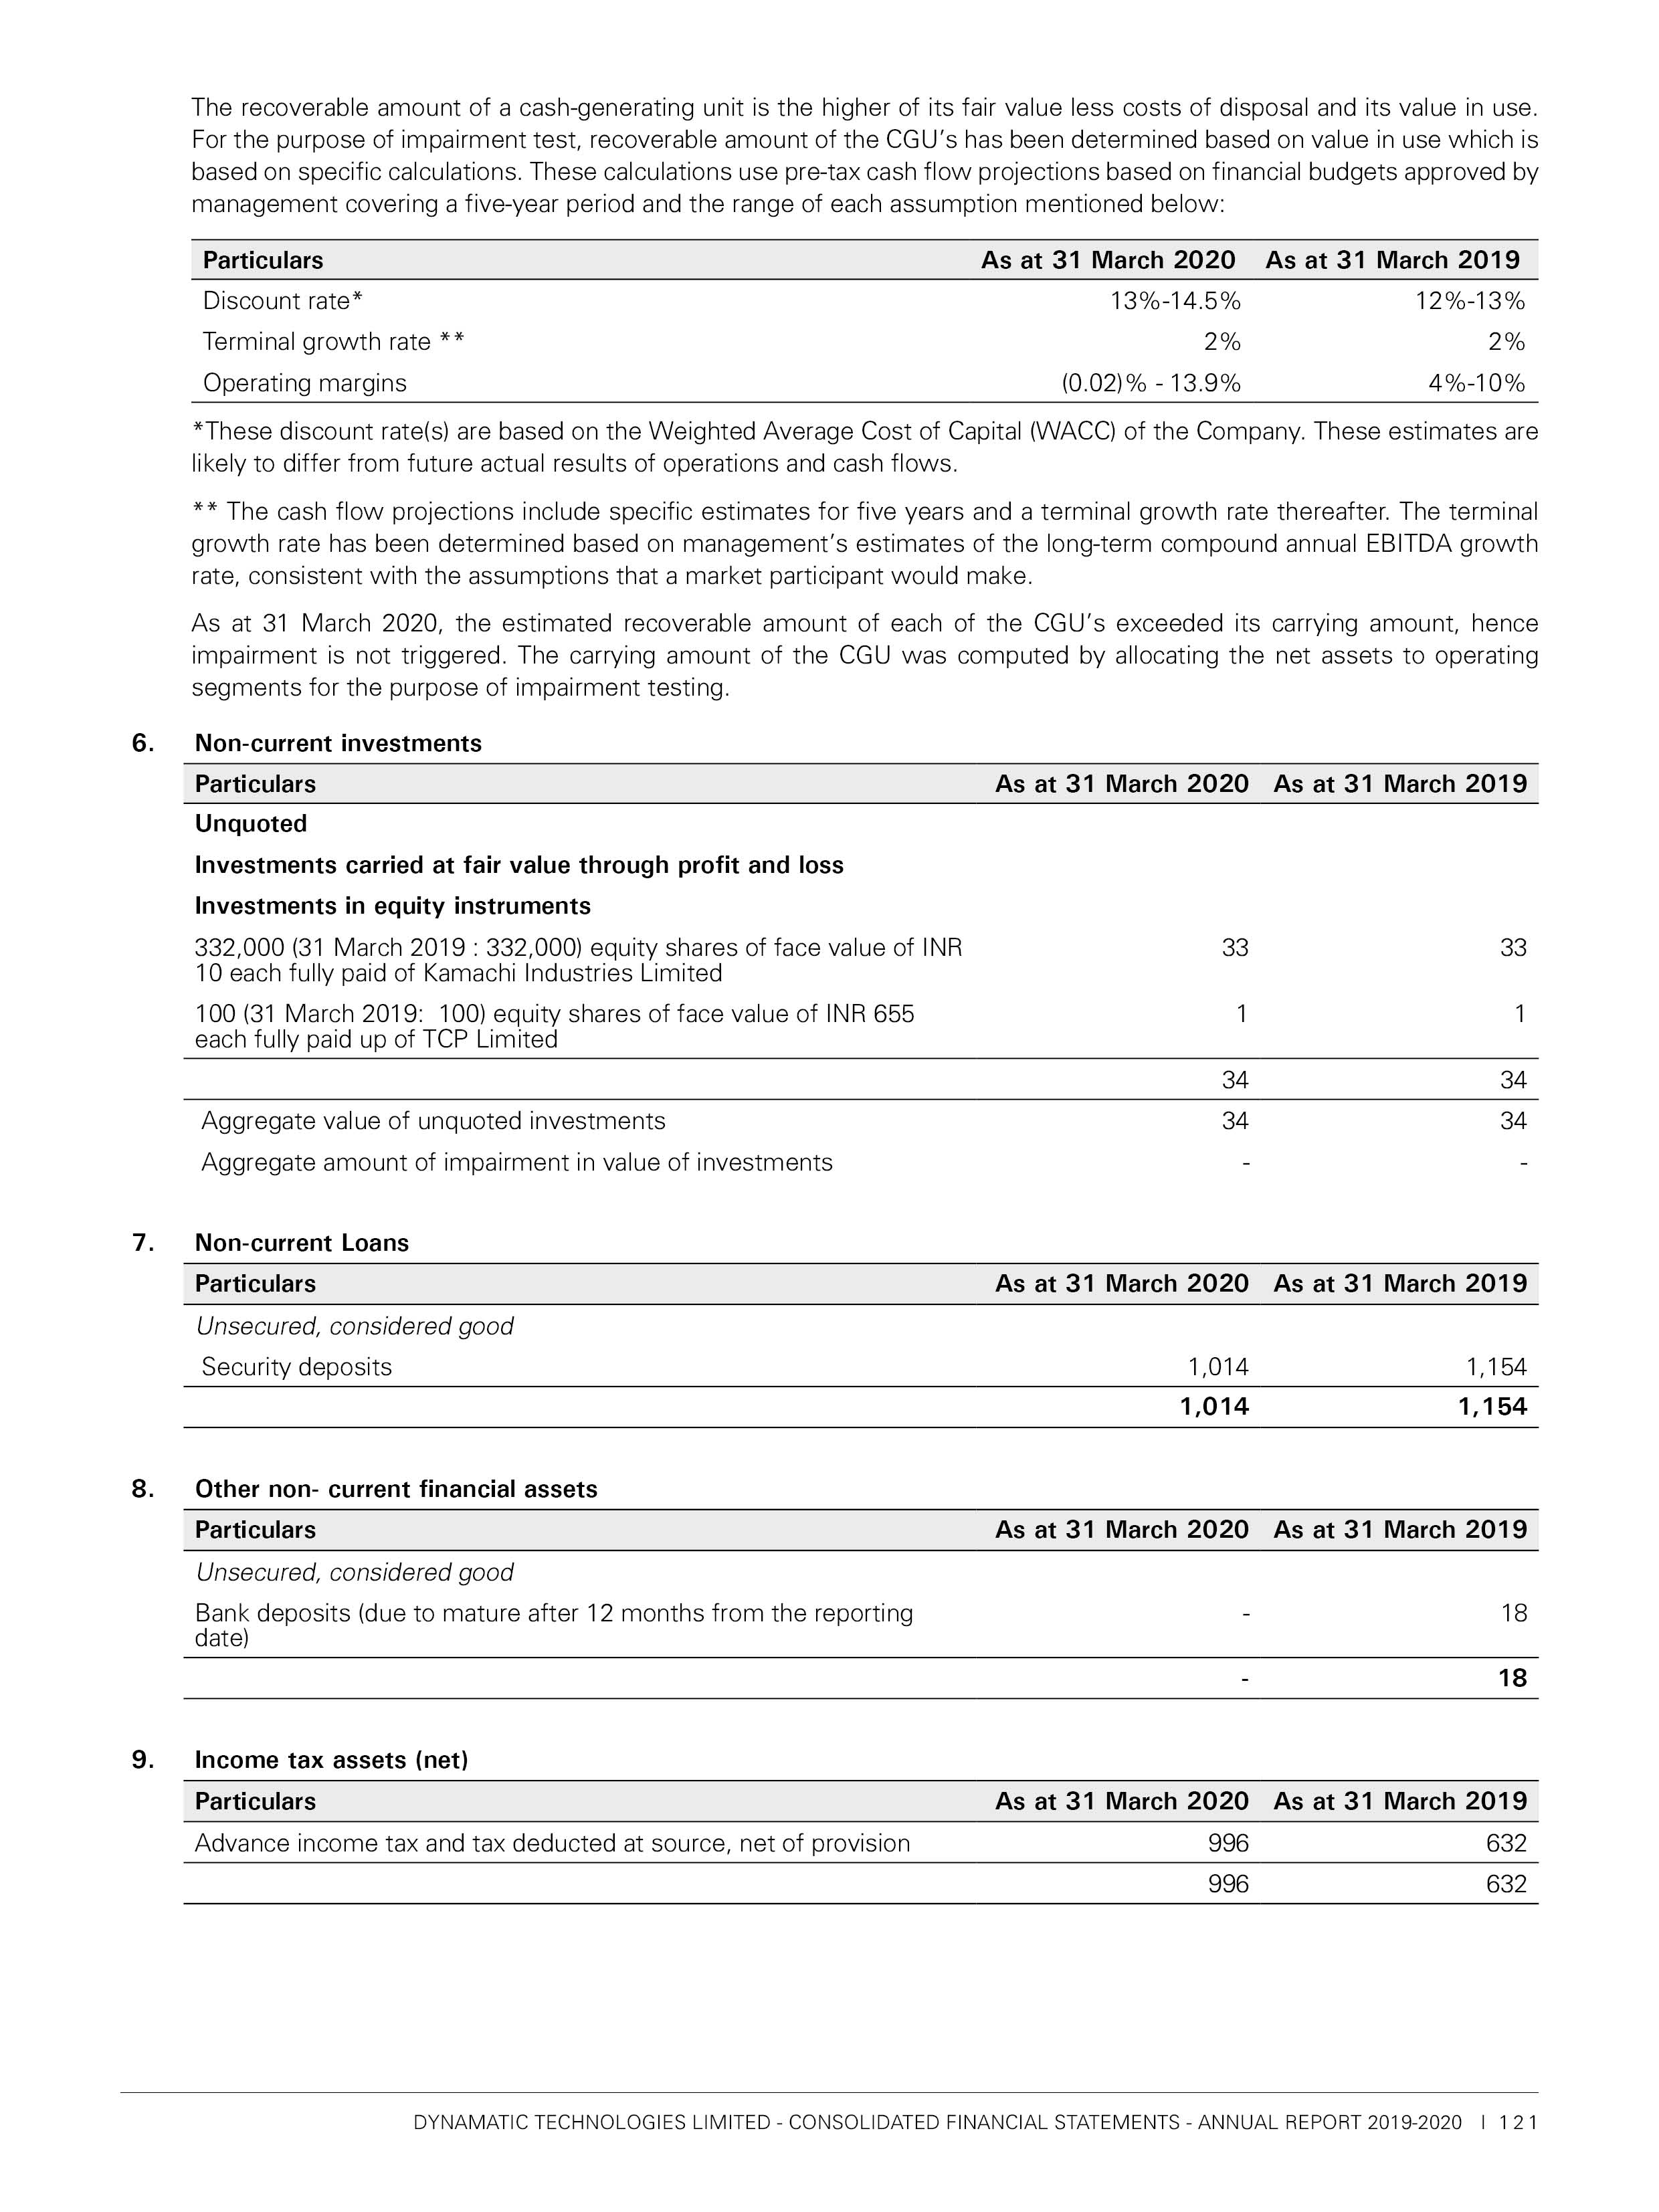 The recoverable amount of a cash-generating unit is the higher of its fair value less costs of disposal and its value in use.
For the purpose of impairment test, recoverable amount of the CGU’s has been determined based on value in use which is
based on specific calculations. These calculations use pre-tax cash flow projections based on financial budgets approved by
management covering a five-year period and the range of each assumption mentioned below:
Particulars As at 31 March 2020 As at 31 March 2019
Discount rate* 13%-14.5% 12%-13%
Terminal growth rate ** 2% 2%
Operating margins (0.02)% - 13.9% 4%-10%
*These discount rate(s) are based on the Weighted Average Cost of Capital (WACC) of the Company. These estimates are
likely to differ from future actual results of operations and cash flows.
** The cash flow projections include specific estimates for five years and a terminal growth rate thereafter. The terminal
growth rate has been determined based on management’s estimates of the long-term compound annual EBITDA growth
rate, consistent with the assumptions that a market participant would make.
As at 31 March 2020, the estimated recoverable amount of each of the CGU’s exceeded its carrying amount, hence
impairment is not triggered. The carrying amount of the CGU was computed by allocating the net assets to operating
segments for the purpose of impairment testing.
6. Non-current investments
Particulars As at 31 March 2020 As at 31 March 2019
Unquoted
Investments carried at fair value through profit and loss
Investments in equity instruments
332,000 (31 March 2019 : 332,000) equity shares of face value of INR 33 33
10 each fully paid of Kamachi Industries Limited
100 (31 March 2019: 100) equity shares of face value of INR 655 1 1
each fully paid up of TCP Limited
34 34
Aggregate value of unquoted investments 34 34
Aggregate amount of impairment in value of investments - -
7. Non-current Loans
Particulars As at 31 March 2020 As at 31 March 2019
Unsecured, considered good
Security deposits 1,014 1,154
1,014 1,154
8. Other non- current financial assets
Particulars As at 31 March 2020 As at 31 March 2019
Unsecured, considered good
Bank deposits (due to mature after 12 months from the reporting - 18
date)
- 18
9. Income tax assets (net)
Particulars As at 31 March 2020 As at 31 March 2019
Advance income tax and tax deducted at source, net of provision 996 632
996 632
DYNAMATIC TECHNOLOGIES LIMITED - CONSOLIDATED FINANCIAL STATEMENTS - ANNUAL REPORT 2019-2020 | 121